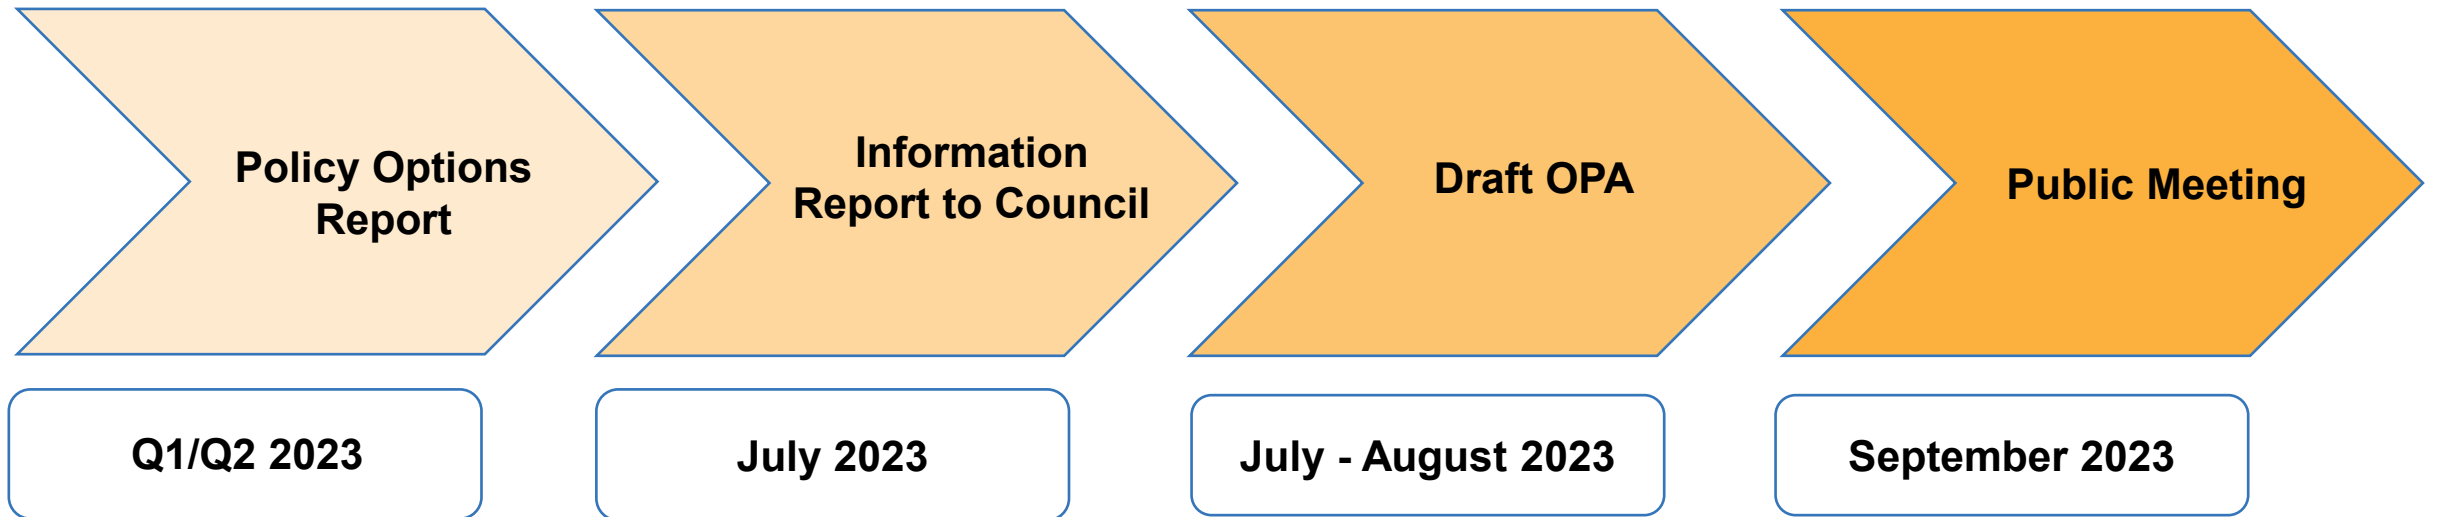 Policy Options
Report
Information
Report to Council
Draft OPA
Public Meeting
Q1/Q2 2023
July 2023
July - August 2023
September 2023